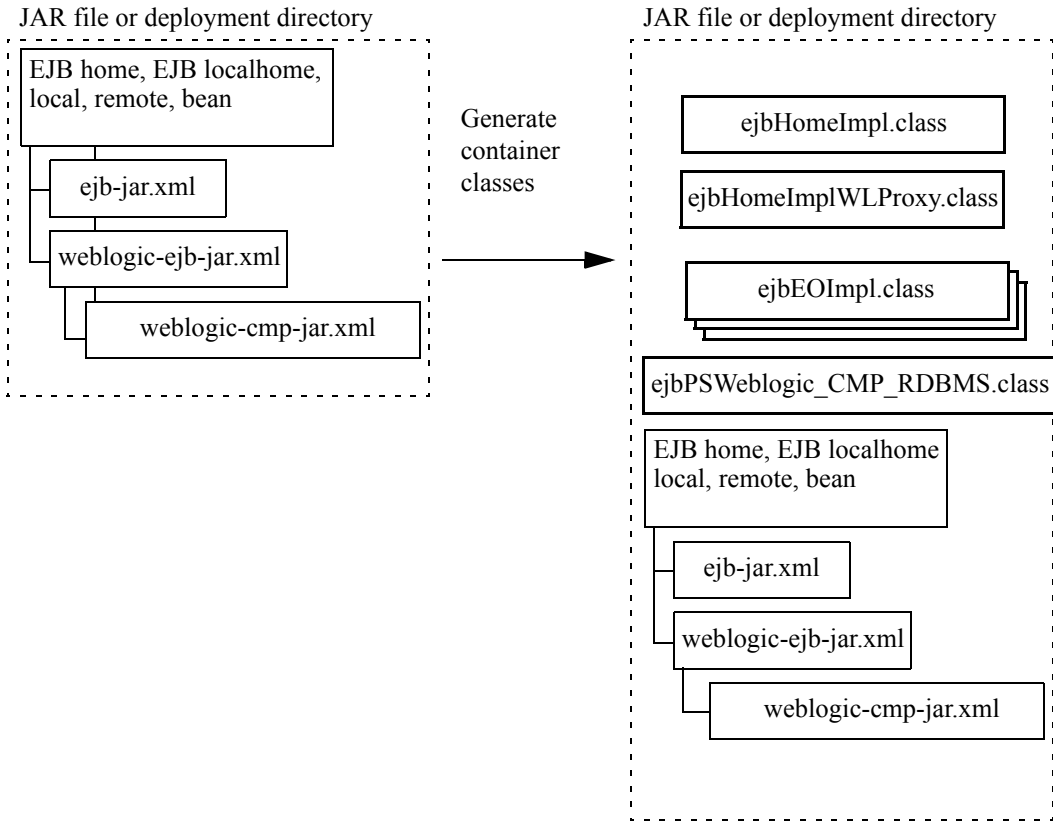 JAR file or deployment directory
EJB home, EJB localhome,
local, remote, bean
ejb-jar.xml
weblogic-ejb-jar.xml
weblogic-cmp-jar.xml
Generate
container
classes
JAR file or deployment directory
ejbHomeImpl.class
ejbHomeImplWLProxy.class
ejbEOImpl.class
ejbPSWeblogic_CMP_RDBMS.class
EJB home, EJB localhome
local, remote, bean
ejb-jar.xml
weblogic-ejb-jar.xml
weblogic-cmp-jar.xml